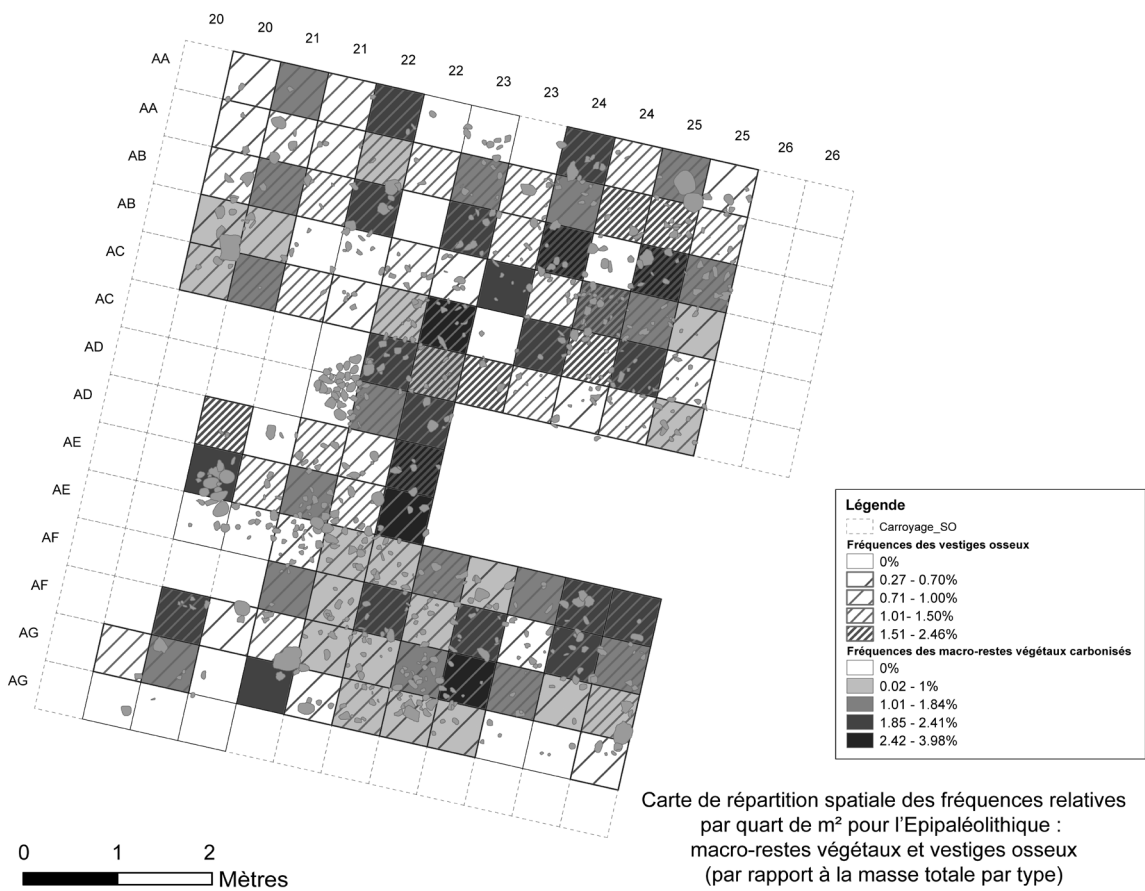 20 20 21 21 22 22 23 23 24 24 25 25 26 26
AA
AA
AB
AB
AC
AC
AD
AD
AE
AE
AF
AF
AG
AG
Légende
Carroyage_SO
Fréquences des vestiges osseux
0%
0.27 - 0.70%
0.71 - 1.00%
1.01- 1.50%
1.51 - 2.46%
Fréquences des macro-restes végétaux carbonisés
0%
0.02 - 1%
1.01 - 1.84%
1.85 - 2.41%
2.42 - 3.98%
Carte de répartition spatiale des fréquences relatives
par quart de m² pour l'Epipaléolithique :
macro-restes végétaux et vestiges osseux
(par rapport à la masse totale par type)
0 1 2
Mètres